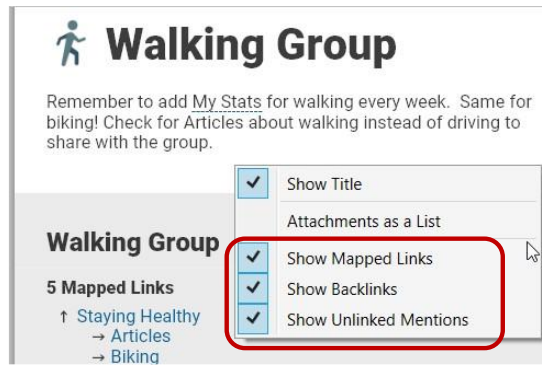 Walking Group
Remember to add My Stats for walking every week. Same for
biking! Check for Articles about walking instead of driving to
share with the group.
Show Title
Attachments as a List
Walking Group
Show Mapped Links
5 Mapped Links
Show Backlinks
↑ Staying Healthy
Show Unlinked Mentions
→ Articles
→ Biking